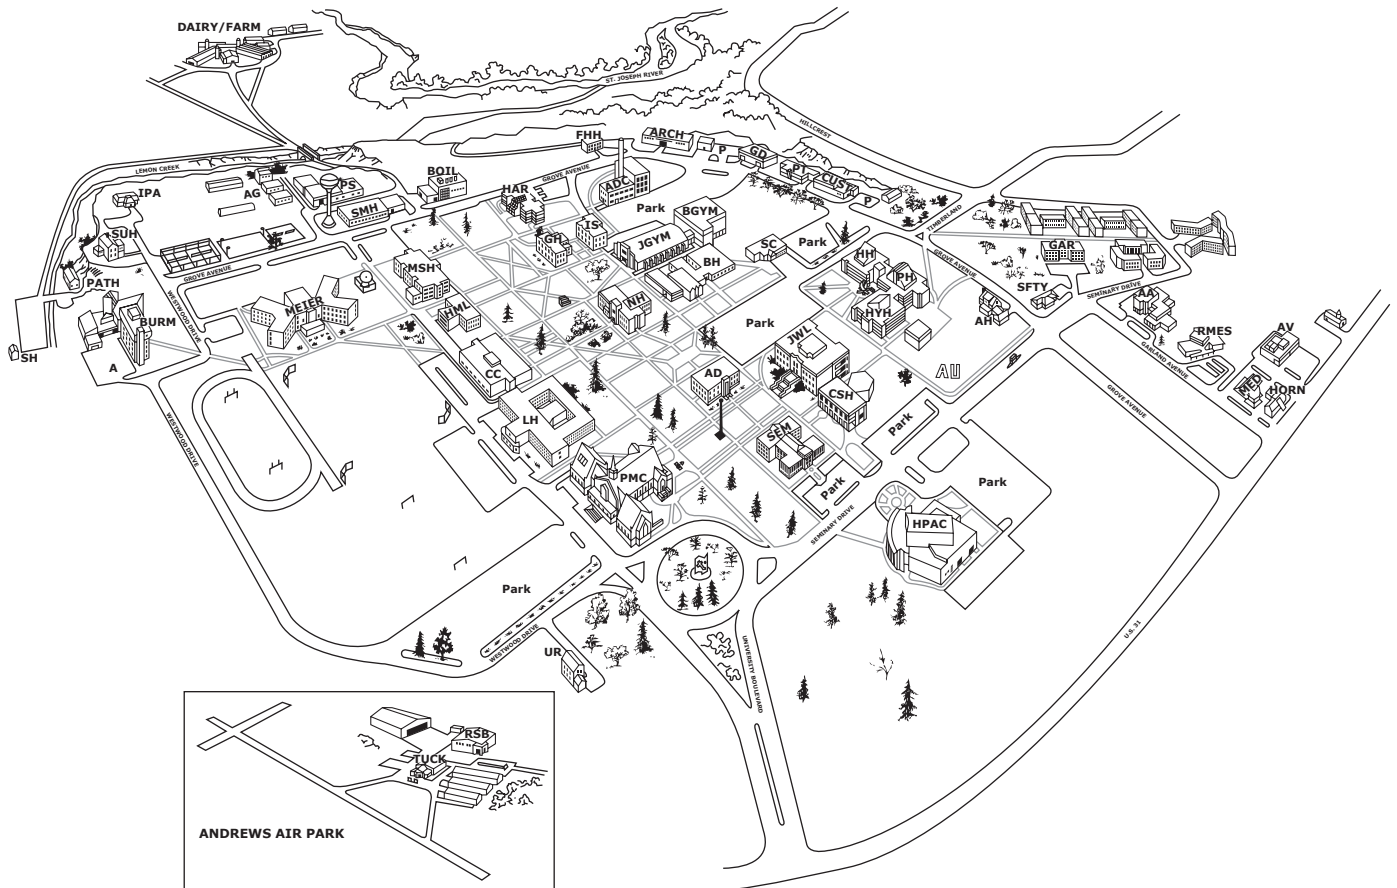 DAIRY/FARM
ST. JOSEPH RIVER
HILLCREST
FHH
ARCH
P
GD
PT
CUS
P
LEMON CREEK
IPA
AG
PS
BOIL
SMH
HAR
GROVE AVENUE
ADC
Park
BGYM
IS
GH
JGYM
BH
SC
Park
TIMBERLAND
HH
PH
GROVE AVENUE
HYH
GAR
SFTY
SEMINARY DRIVE
AH
AA
SUH
GROVE AVENUE
PATH
WESTWOOD DRIVE
BURM
SH
A
MSH
MEIER
HML
NH
Park
JWL
AU
RMES
AV
GARLAND AVENUE
MED
HORN
CC
AD
CSH
GROVE AVENUE
LH
SEM
Park
WESTWOOD DRIVE
PMC
Park
Park
SEMINARY DRIVE
HPAC
Park
WESTWOOD DRIVE
UR
UNIVERSITY BOULEVARD
U.S. 31
RSB
TUCK
ANDREWS AIR PARK